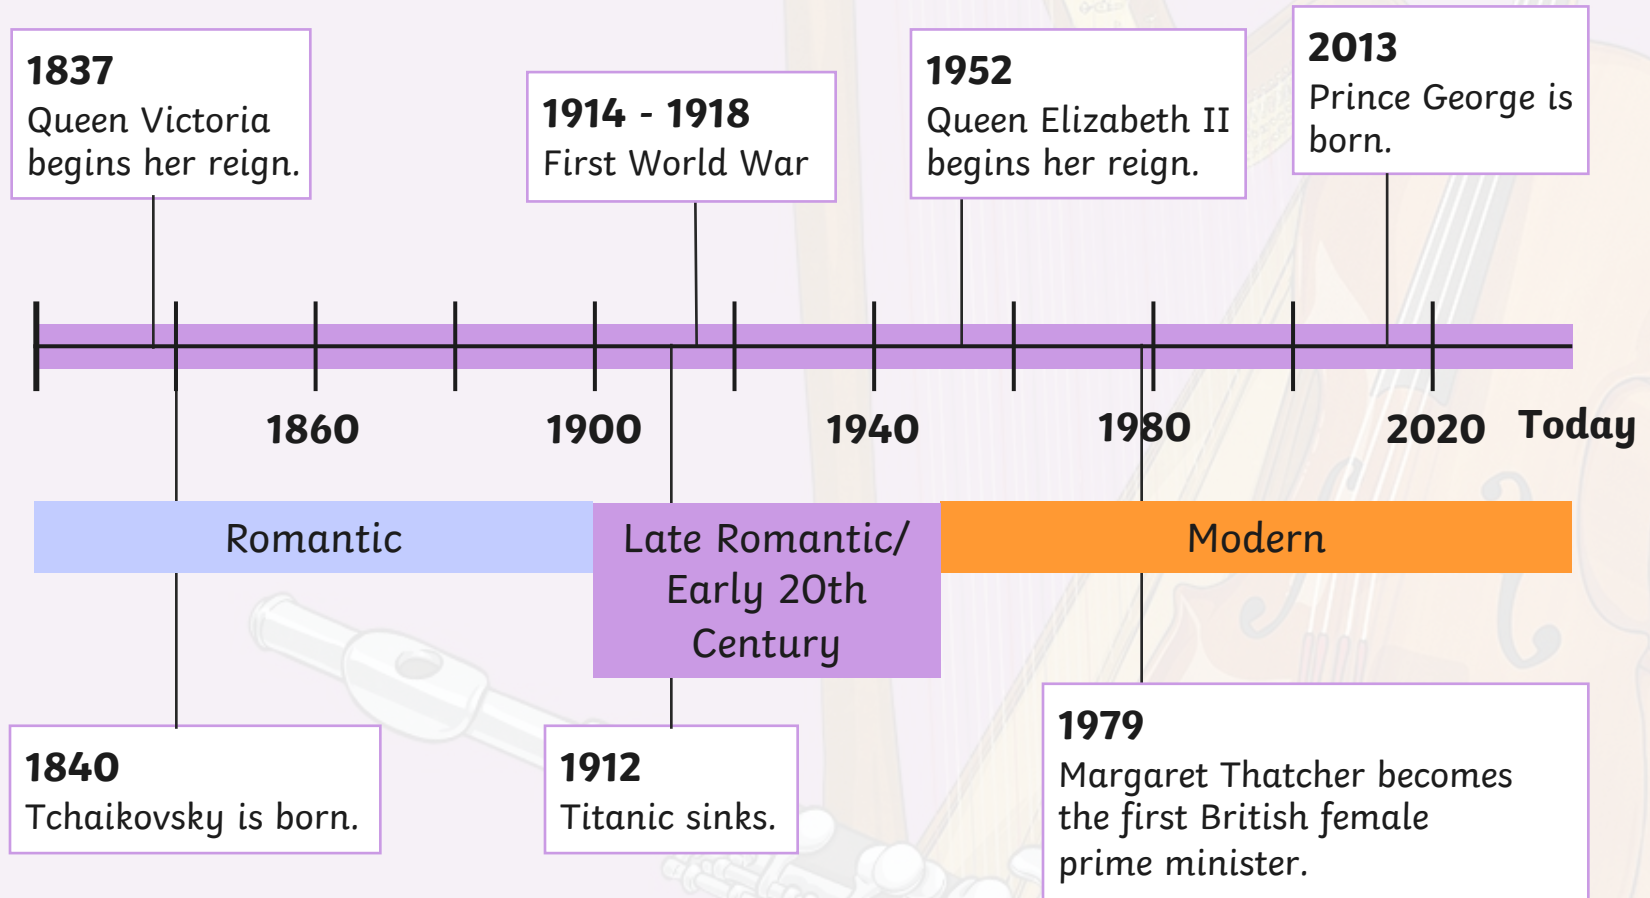 1837
Queen Victoria
begins her reign.
1914 - 1918
First World War
1952
Queen Elizabeth II
begins her reign.
2013
Prince George is
born.
1860
1900
1940
1980
2020
Today
Romantic
Late Romantic/
Early 20th
Century
Modern
1840
Tchaikovsky is born.
1912
Titanic sinks.
1979
Margaret Thatcher becomes
the first British female
prime minister.